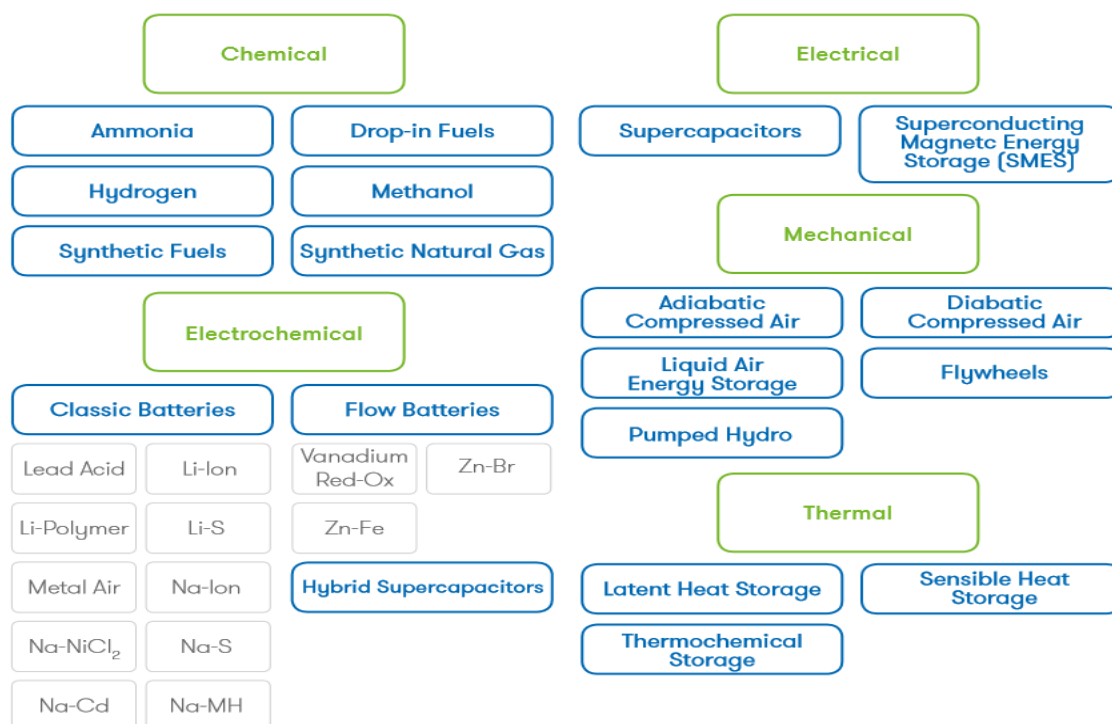 Chemical
Ammonia
Drop-in Fuels
Hydrogen
Methanol
Synthetic Fuels
Synthetic Natural Gas
Electrochemical
Classic Batteries
Flow Batteries
Lead Acid
Li-Ion
Vanadium
Red-Ox
Zn-Br
Li-Polymer
Li-S
Zn-Fe
Metal Air
Na-Ion
Hybrid Supercapacitors
Na-NiCl₂
Na-S
Na-Cd
Na-MH
Electrical
Supercapacitors
Superconducting
Magnetc Energy
Storage (SMES)
Mechanical
Adiabatic
Compressed Air
Diabatic
Compressed Air
Liquid Air
Energy Storage
Flywheels
Pumped Hydro
Thermal
Latent Heat Storage
Sensible Heat
Storage
Thermochemical
Storage